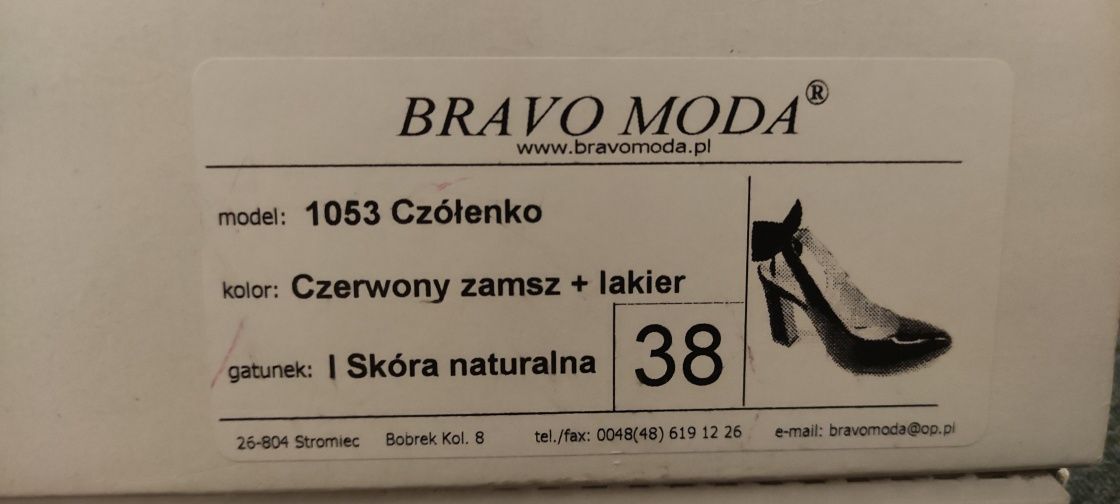 BRAVO MODA®
www.bravomoda.pl
model: 1053 Czółenko
kolor: Czerwony zamsz + lakier
gatunek: I Skóra naturalna
38
26-804 Stromiec Bobrek Kol. 8 tel./fax: 0048(48) 619 12 26 e-mail: bravomoda@op.pl